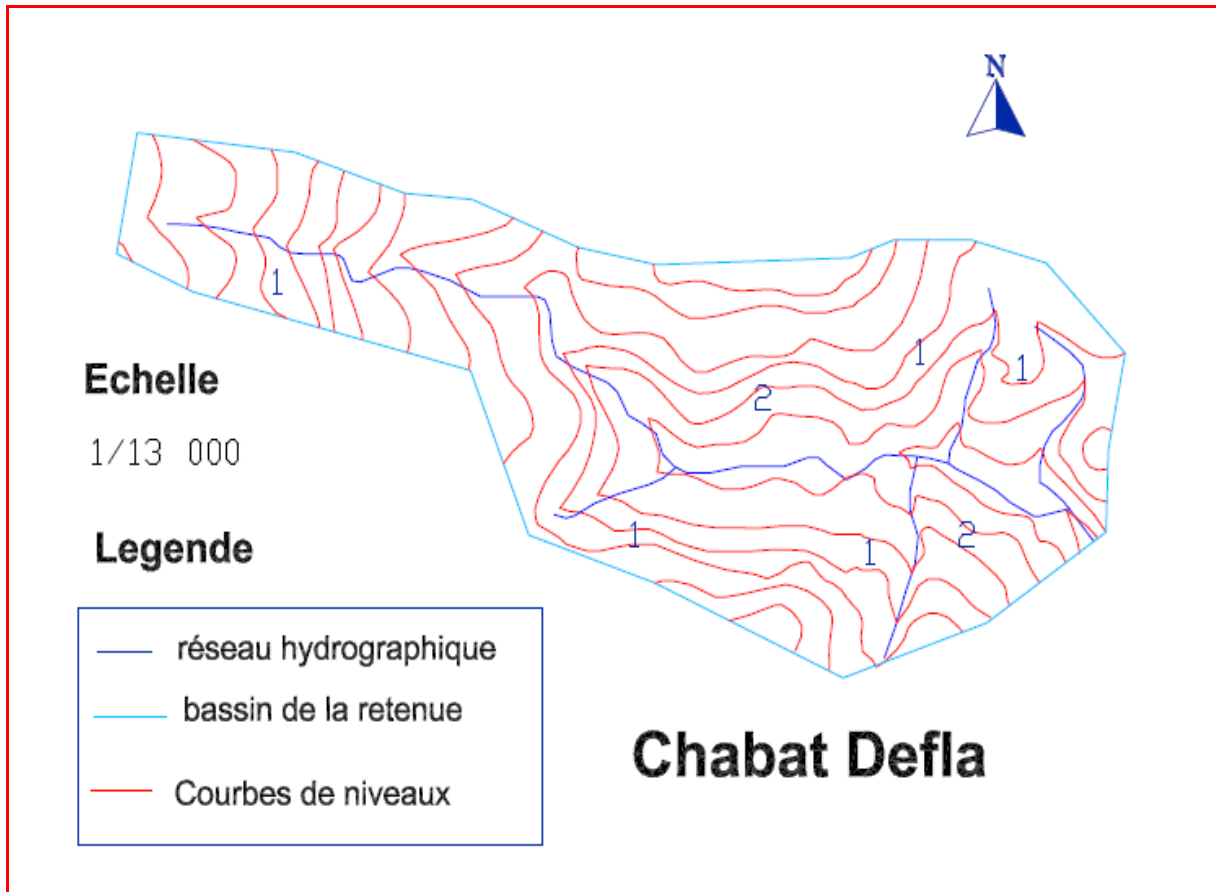 N
1
1
1
2
1
1
2
Echelle
1/13 000
Legende
réseau hydrographique
bassin de la retenue
Courbes de niveaux
Chabat Defla